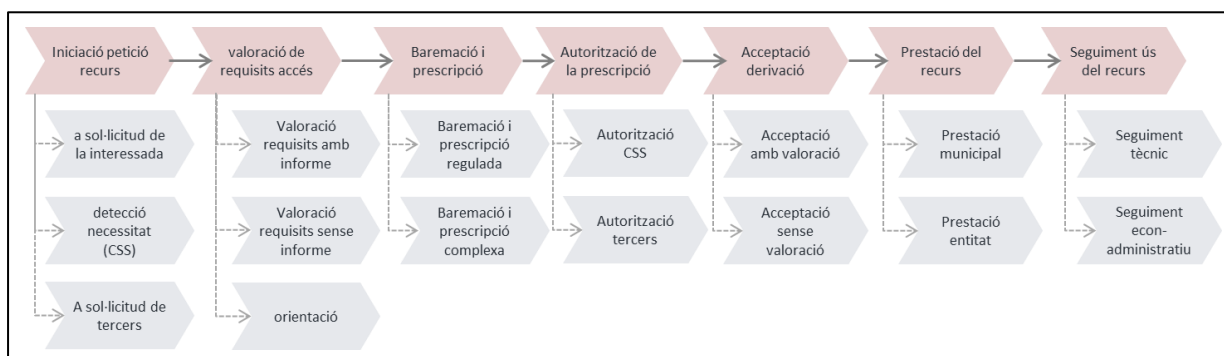 Iniciació petició
recurs
valoració de
requisits accés
Baremació i
prescripció
Autorització de
la prescripció
Acceptació
derivació
Prestació del
recurs
Seguiment ús
del recurs
a sol·licitud de
la interessada
Valoració
requisits amb
informe
Baremació i
prescripció
regulada
Autorització
CSS
Acceptació
amb valoració
Prestació
municipal
Seguiment
tècnic
detecció
necessitat
(CSS)
Valoració
requisits sense
informe
Baremació i
prescripció
complexa
Autorització
tercers
Acceptació
sense
valoració
Prestació
entitat
Seguiment
econ-
administratiu
A sol·licitud de
tercers
orientació